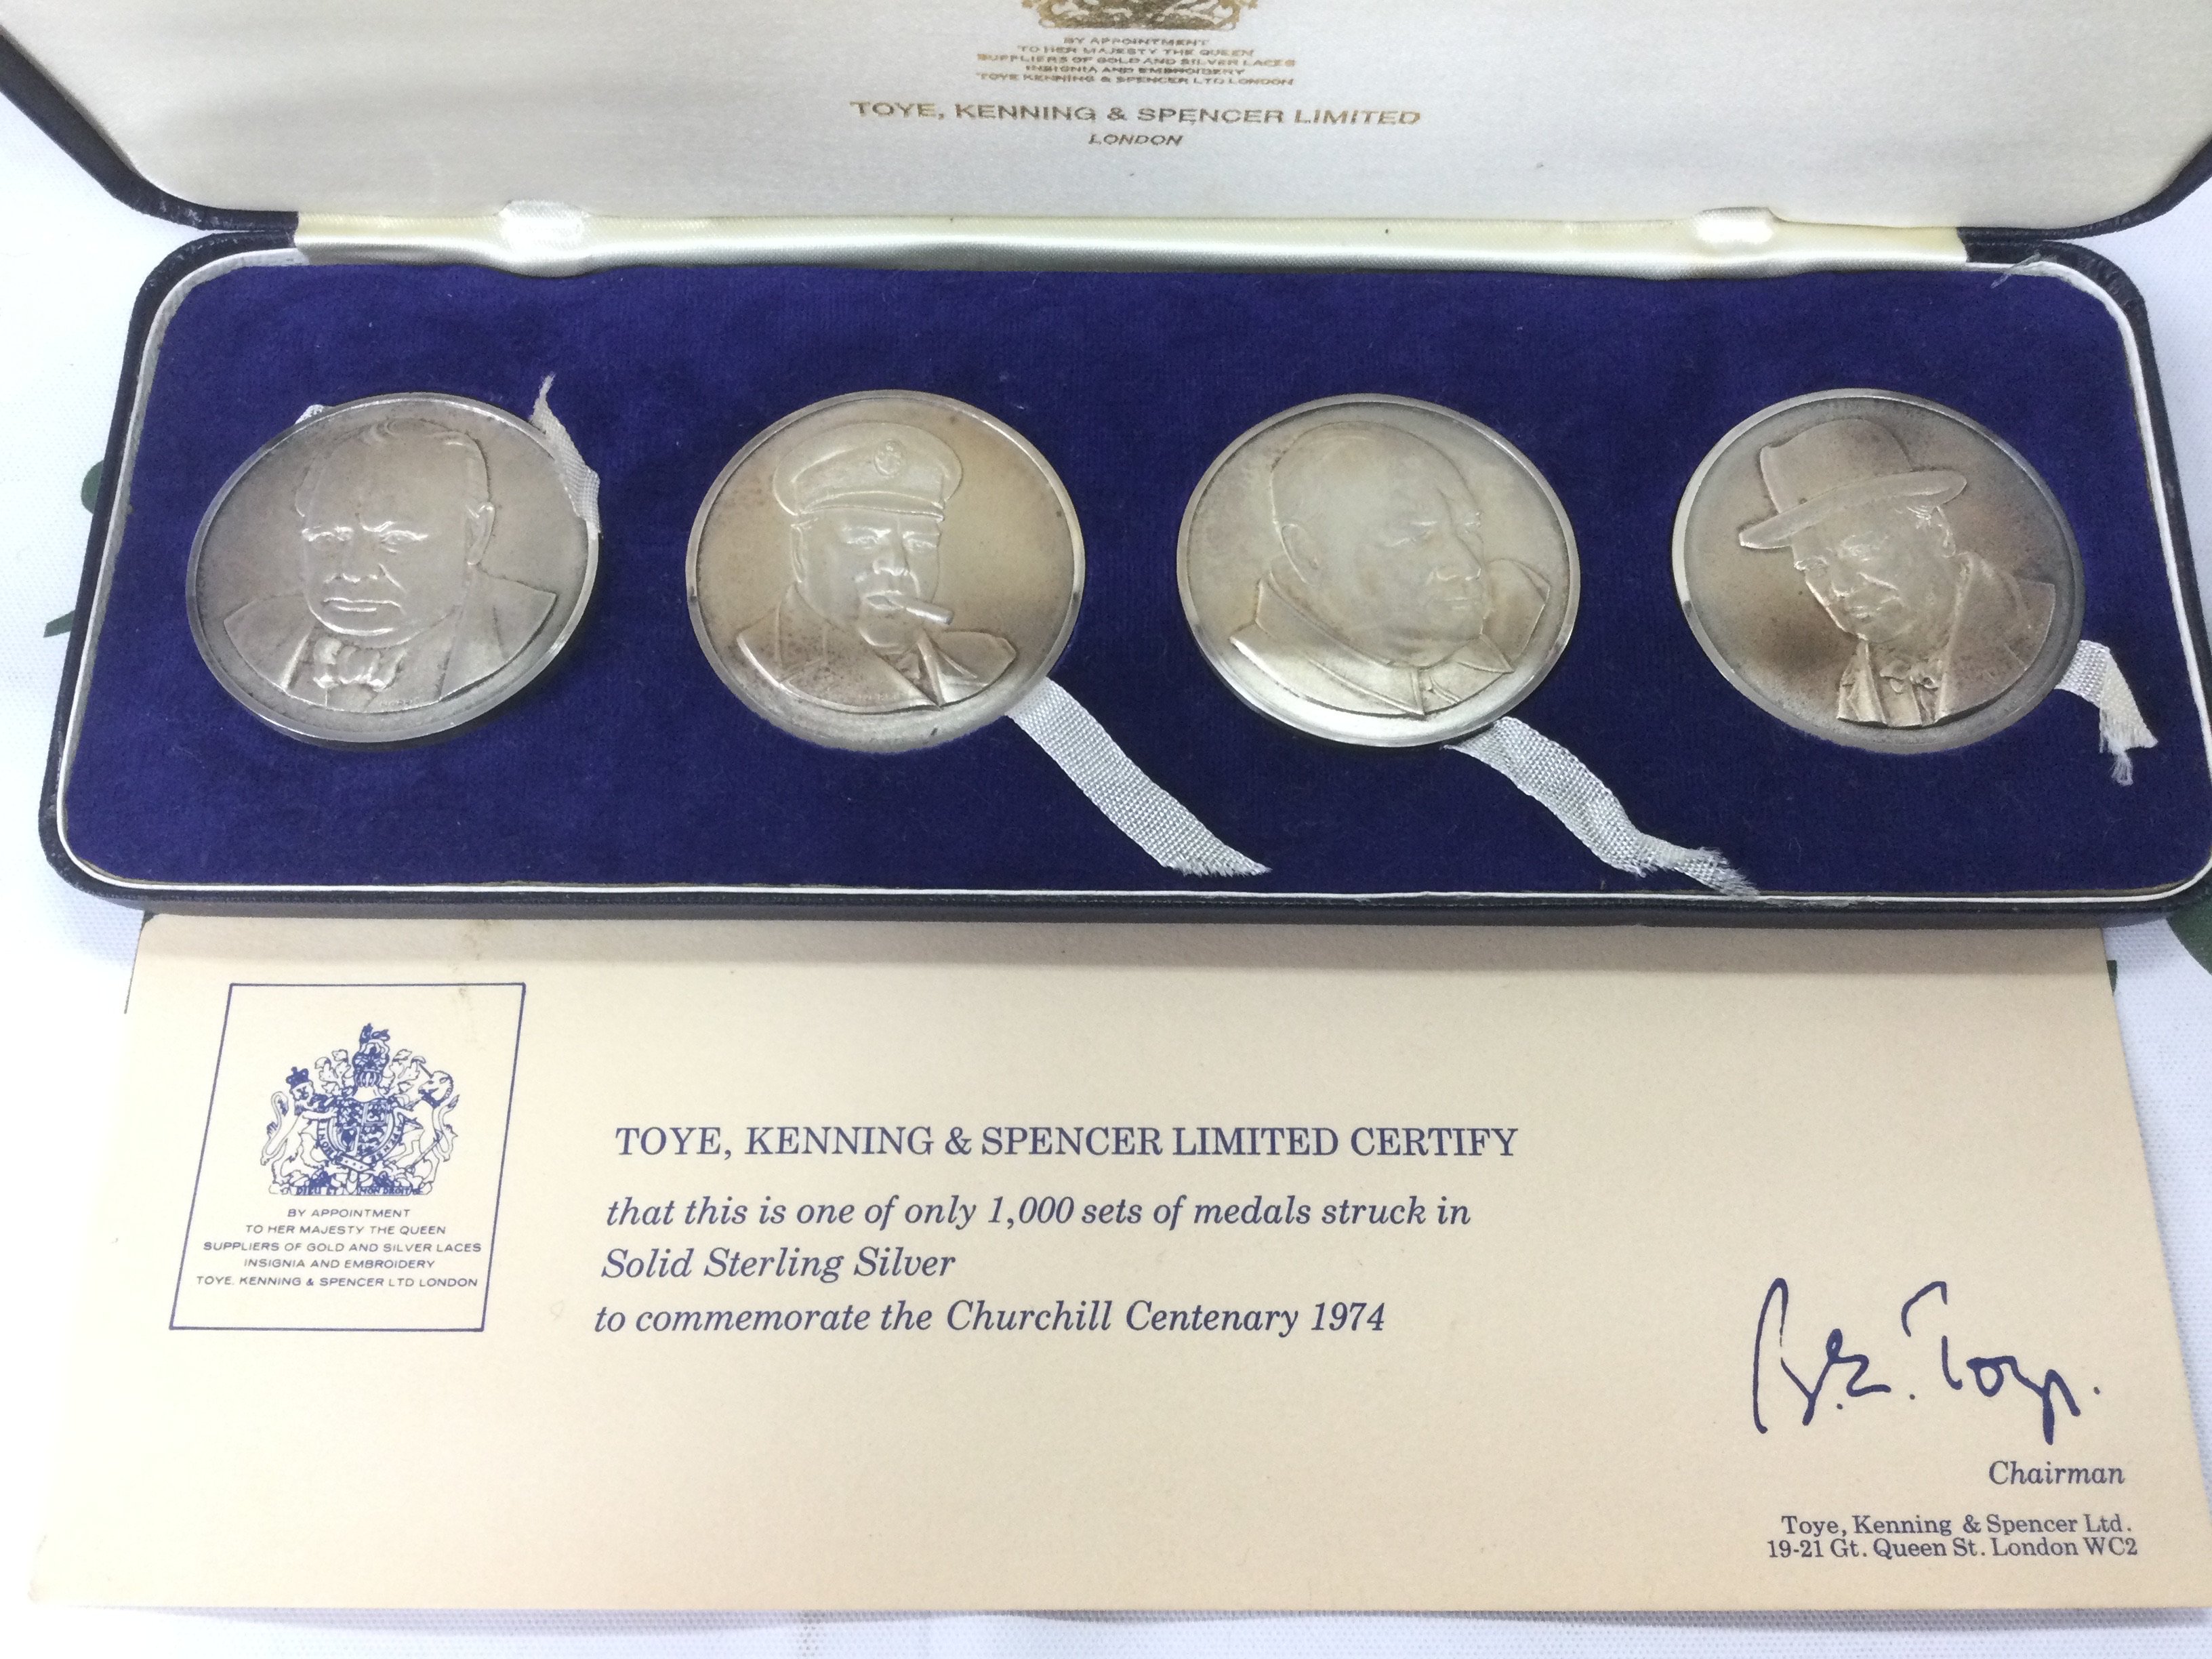 BY APPOINTMENT
TO HER MAJESTY THE QUEEN
SUPPLIERS OF GOLD AND SILVER LACES
INSIGNIA AND EMBROIDERY
TOYE KENNING & SPENCER LTD LONDON
TOYE, KENNING & SPENCER LIMITED
LONDON
DIEU ET MON DROIT
BY APPOINTMENT
TO HER MAJESTY THE QUEEN
SUPPLIERS OF GOLD AND SILVER LACES
INSIGNIA AND EMBROIDERY
TOYE, KENNING & SPENCER LTD LONDON
TOYE, KENNING & SPENCER LIMITED CERTIFY
that this is one of only 1,000 sets of medals struck in
Solid Sterling Silver
to commemorate the Churchill Centenary 1974
Chairman
Toye, Kenning & Spencer Ltd.
19-21 Gt. Queen St. London WC2